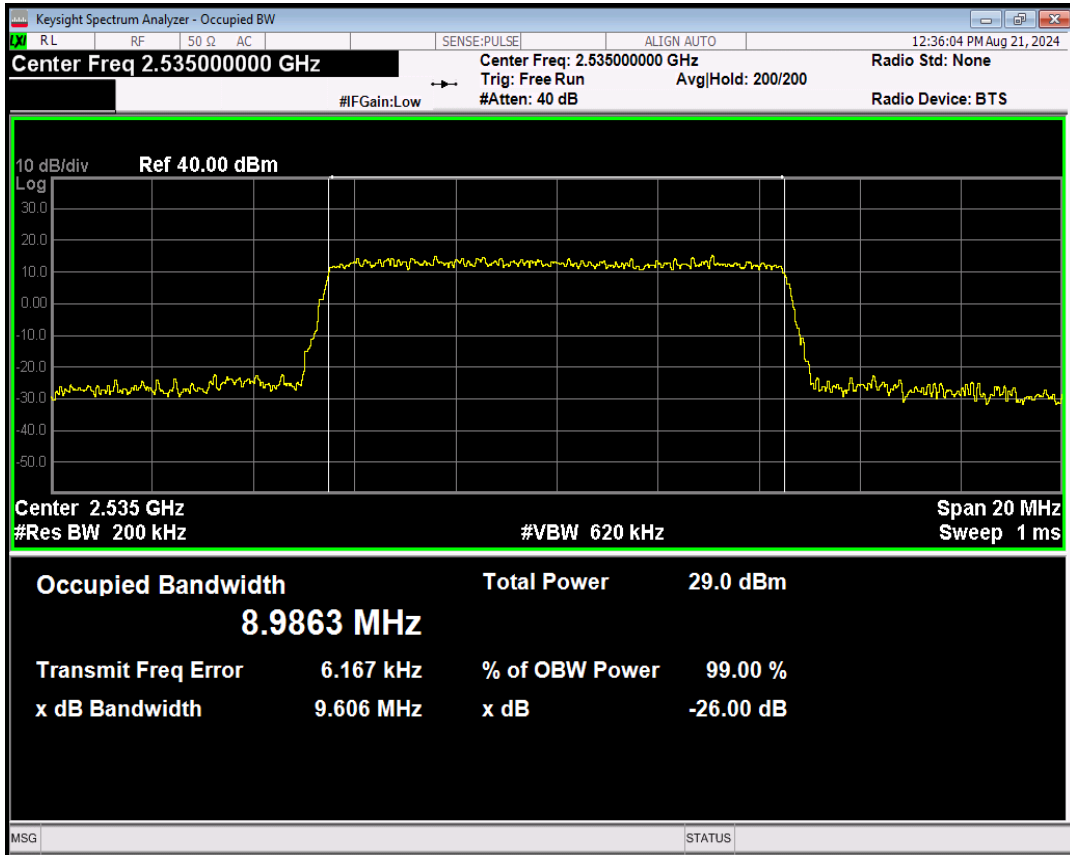 Keysight Spectrum Analyzer - Occupied BW
LXI RL RF 50 Ω AC SENSE:PULSE ALIGN AUTO 12:36:04 PM Aug 21, 2024
Center Freq 2.535000000 GHz Center Freq: 2.535000000 GHz Radio Std: None
Trig: Free Run Avg|Hold: 200/200
#IFGain:Low #Atten: 40 dB Radio Device: BTS
10 dB/div Ref 40.00 dBm
Log
30.0
20.0
10.0
0.00
-10.0
-20.0
-30.0
-40.0
-50.0
Center 2.535 GHz Span 20 MHz
#Res BW 200 kHz #VBW 620 kHz Sweep 1 ms
Occupied Bandwidth Total Power 29.0 dBm
8.9863 MHz
Transmit Freq Error 6.167 kHz % of OBW Power 99.00 %
x dB Bandwidth 9.606 MHz x dB -26.00 dB
MSG STATUS